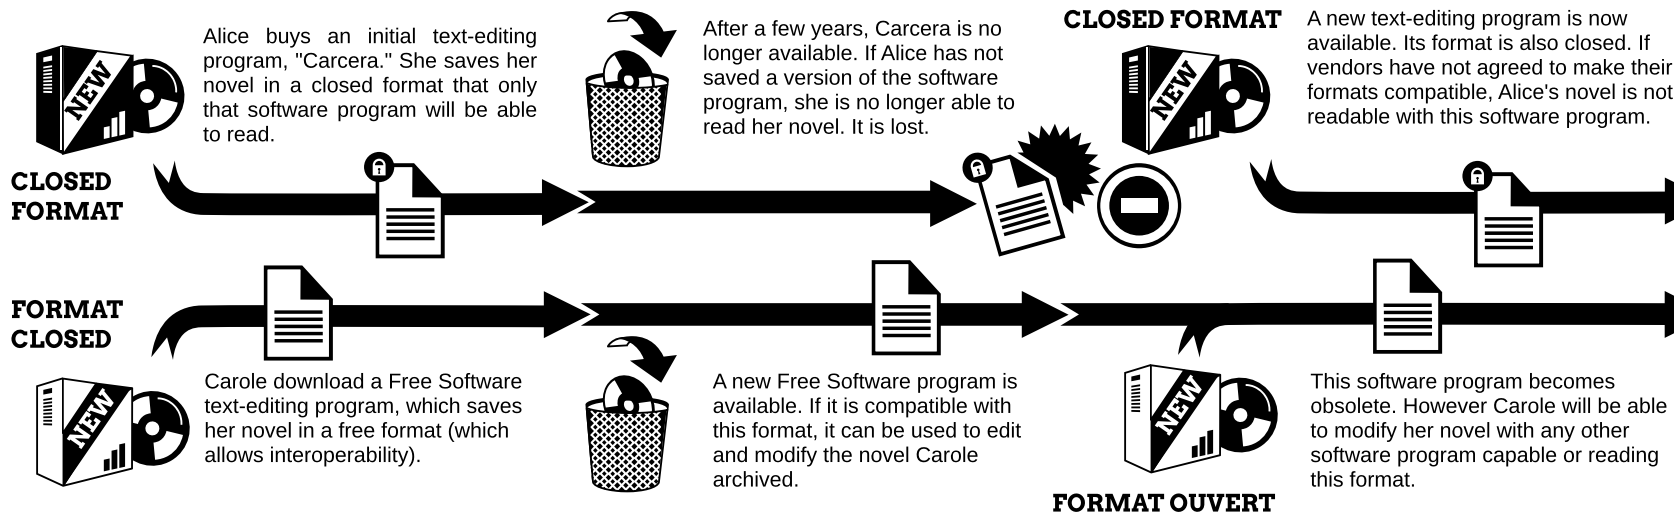 NEW
Alice buys an initial text-editing
program, "Carcera." She saves her
novel in a closed format that only
that software program will be able
to read.
CLOSED
FORMAT
After a few years, Carcera is no
longer available. If Alice has not
saved a version of the software
program, she is no longer able to
read her novel. It is lost.
CLOSED FORMAT
NEW
A new text-editing program is now
available. Its format is also closed. If
vendors have not agreed to make their
formats compatible, Alice's novel is not
readable with this software program.
FORMAT
CLOSED
NEW
Carole download a Free Software
text-editing program, which saves
her novel in a free format (which
allows interoperability).
A new Free Software program is
available. If it is compatible with
this format, it can be used to edit
and modify the novel Carole
archived.
NEW
FORMAT OUVERT
This software program becomes
obsolete. However Carole will be able
to modify her novel with any other
software program capable or reading
this format.